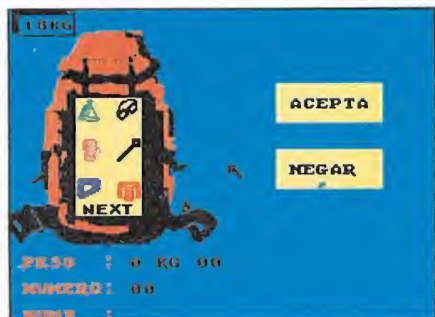 18KG
ACEPTA
NEGAR
NEXT
PESO : 0 KG 00
NUMERO: 00